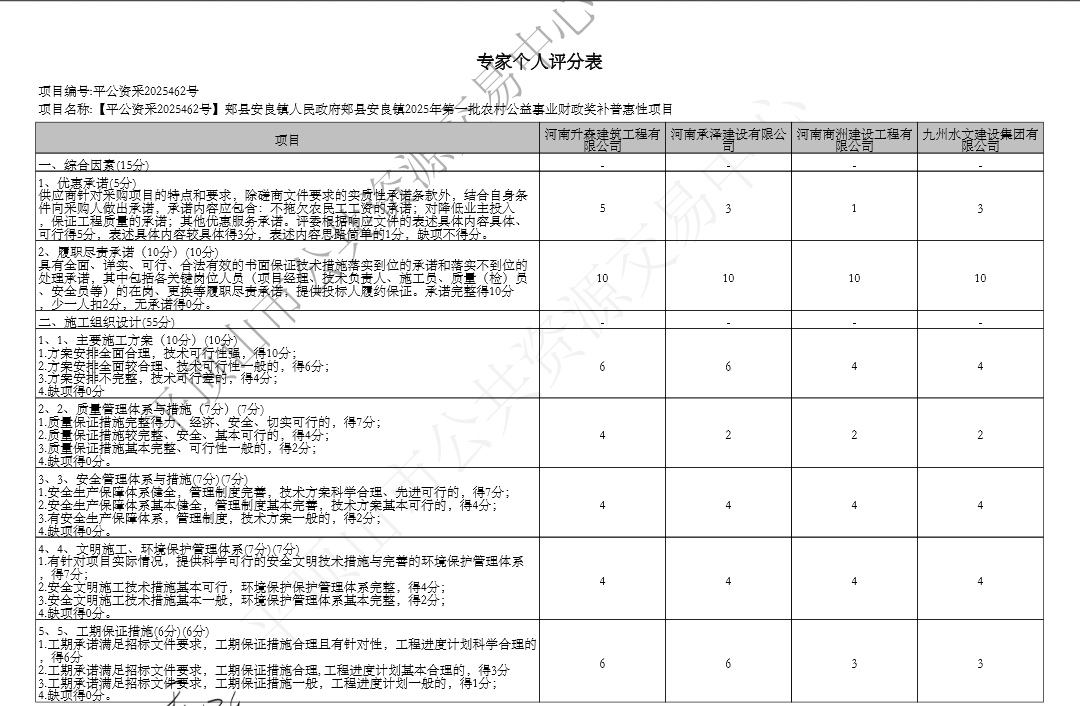 专家个人评分表
项目编号:平公资采2025462号
项目名称:【平公资采2025462号】郏县安良镇人民政府郏县安良镇2025年第一批农村公益事业财政奖补普惠性项目
项目 河南升森建筑工程有限公司 河南承泽建设有限公司 河南商洲建设工程有限公司 九州水文建设集团有限公司
一、综合因素(15分) - - - -
1、优惠承诺(5分)
供应商针对采购项目的特点和要求，除磋商文件要求的实质性承诺条款外，结合自身条
件向采购人做出承诺，承诺内容应包含：不拖欠农民工工资的承诺；对降低业主投入
，保证工程质量的承诺；其他优惠服务承诺。评委根据响应文件的表述具体内容具体、
可行得5分，表述具体内容较具体得3分，表述内容思路简单的1分，缺项不得分。
5 3 1 3
2、履职尽责承诺（10分）(10分)
具有全面、详实、可行、合法有效的书面保证技术措施落实到位的承诺和落实不到位的
处理承诺，其中包括各关键岗位人员（项目经理、技术负责人、施工员、质量（检）员
、安全员等）的在岗、更换等履职尽责承诺，提供投标人履约保证。承诺完整得10分
，少一人扣2分，无承诺得0分。
10 10 10 10
二、施工组织设计(55分) - - - -
1、1、主要施工方案（10分）(10分)
1.方案安排全面合理，技术可行性强，得10分；
2.方案安排全面较合理、技术可行性一般的，得6分；
3.方案安排不完整，技术可行差的，得4分；
4.缺项得0分
6 6 4 4
2、2、质量管理体系与措施（7分）(7分)
1.质量保证措施完整得力、经济、安全、切实可行的，得7分；
2.质量保证措施较完整、安全、基本可行的，得4分；
3.质量保证措施基本完整、可行性一般的，得2分；
4.缺项得0分。
4 2 2 2
3、3、安全管理体系与措施(7分)(7分)
1.安全生产保障体系健全，管理制度完善，技术方案科学合理、先进可行的，得7分；
2.安全生产保障体系基本健全，管理制度基本完善，技术方案基本可行的，得4分；
3.有安全生产保障体系，管理制度，技术方案一般的，得2分；
4.缺项得0分。
4 4 4 4
4、4、文明施工、环境保护管理体系(7分)(7分)
1.有针对项目实际情况，提供科学可行的安全文明技术措施与完善的环境保护管理体系
，得7分；
2.安全文明施工技术措施基本可行，环境保护保护管理体系完整，得4分；
3.安全文明施工技术措施基本一般，环境保护管理体系基本完整，得2分；
4.缺项得0分。
4 4 4 4
5、5、工期保证措施(6分)(6分)
1.工期承诺满足招标文件要求，工期保证措施合理且有针对性，工程进度计划科学合理的
，得6分
2.工期承诺满足招标文件要求，工期保证措施合理,工程进度计划基本合理的，得3分
3.工期承诺满足招标文件要求，工期保证措施一般，工程进度计划一般的，得1分；
4.缺项得0分。
6 6 3 3
平顶山市公共资源交易中心
平顶山市公共资源交易中心